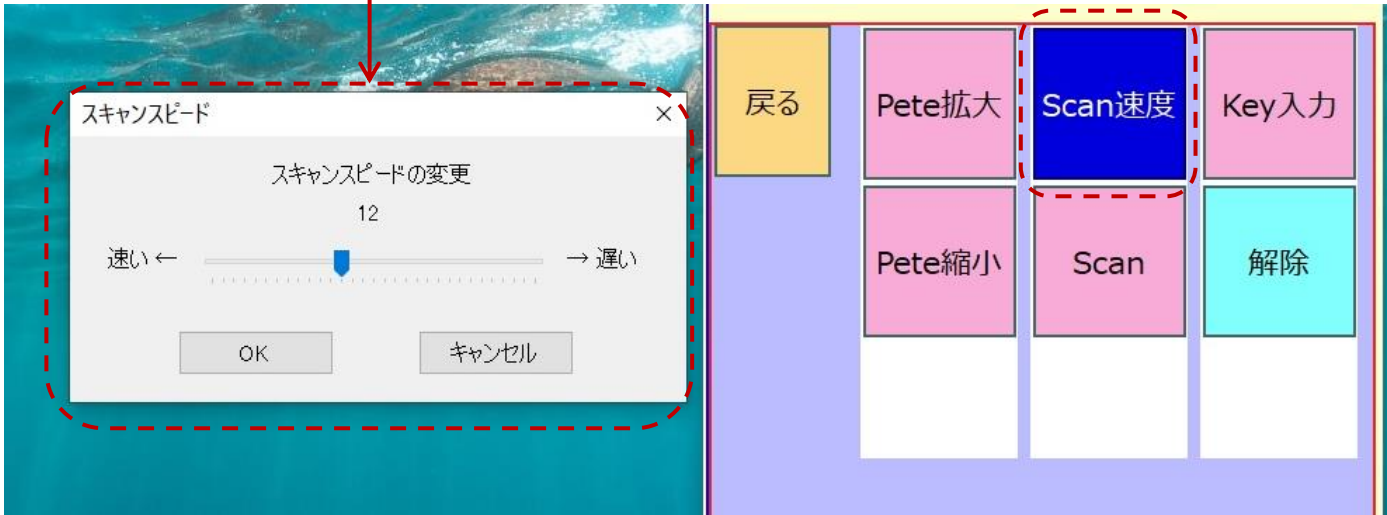 スキャンスピード ×
スキャンスピードの変更
12
速い ← → 遅い
OK キャンセル
戻る Pete拡大 Scan速度 Key入力
Pete縮小 Scan 解除